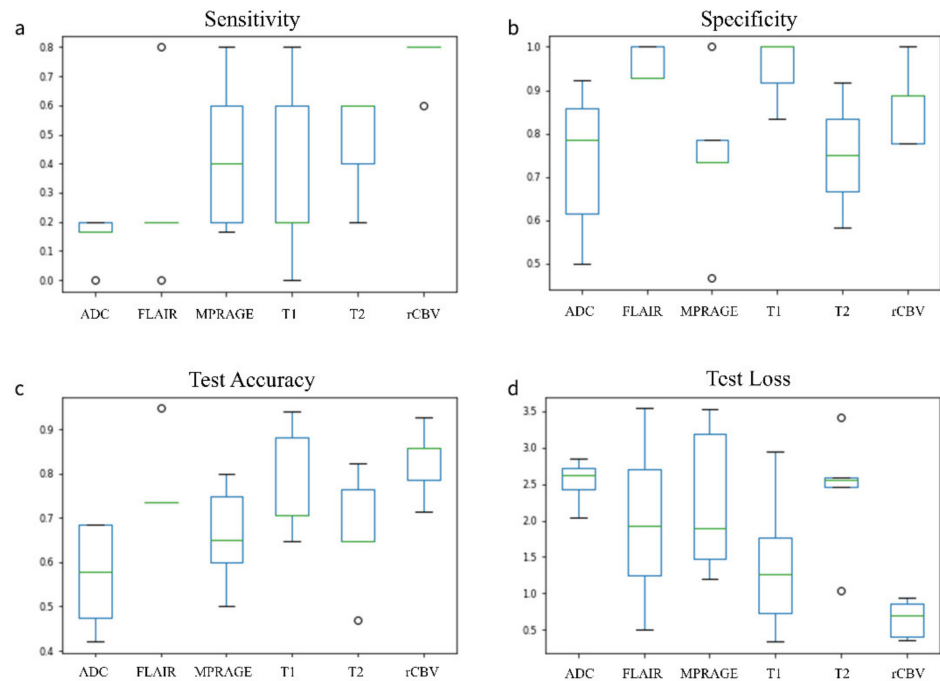 a
Sensitivity
0.8
0.7
0.6
0.5
0.4
0.3
0.2
0.1
0.0
ADC FLAIR MPRAGE T1 T2 rCBV
b
Specificity
1.0
0.9
0.8
0.7
0.6
0.5
ADC FLAIR MPRAGE T1 T2 rCBV
c
Test Accuracy
0.9
0.8
0.7
0.6
0.5
0.4
ADC FLAIR MPRAGE T1 T2 rCBV
d
Test Loss
3.5
3.0
2.5
2.0
1.5
1.0
0.5
ADC FLAIR MPRAGE T1 T2 rCBV